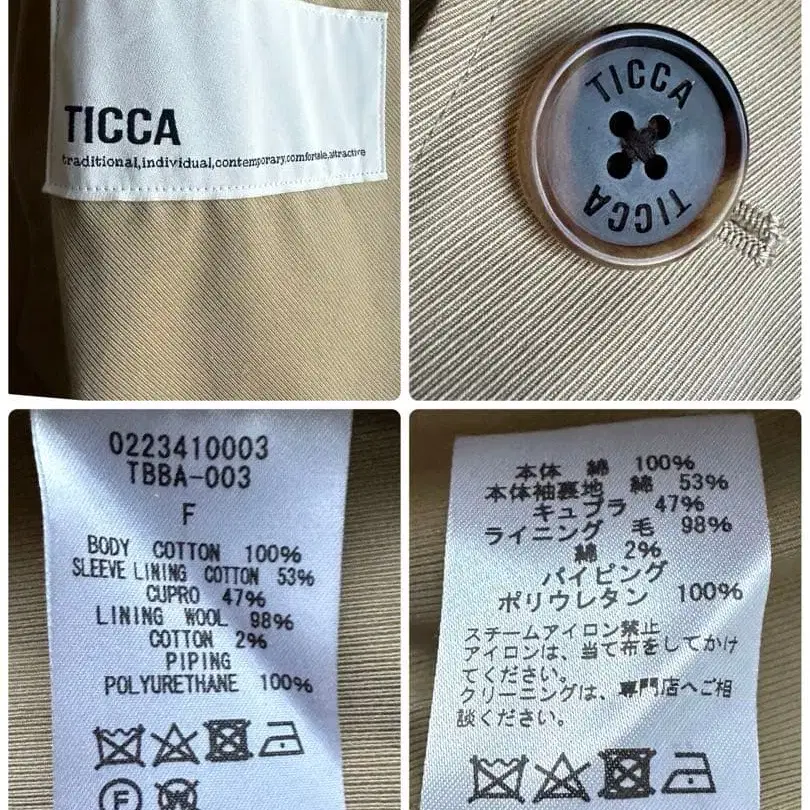 TICCA
traditional,individual,contemporary,comfortale,attractive
TICCA
TICCA
0223410003
TBBA-003
F
BODY COTTON 100%
SLEEVE LINING COTTON 53%
CUPRO 47%
LINING WOOL 98%
COTTON 2%
PIPING
POLYURETHANE 100%
F
W
本体 綿 100%
本体袖裏地 綿 53%
キュプラ 47%
ライニング 毛 98%
綿 2%
パイピング
ポリウレタン 100%
スチームアイロン禁止
アイロンは、当て布をしてかけ
てください。
クリーニングは、専門店へご相
談ください。